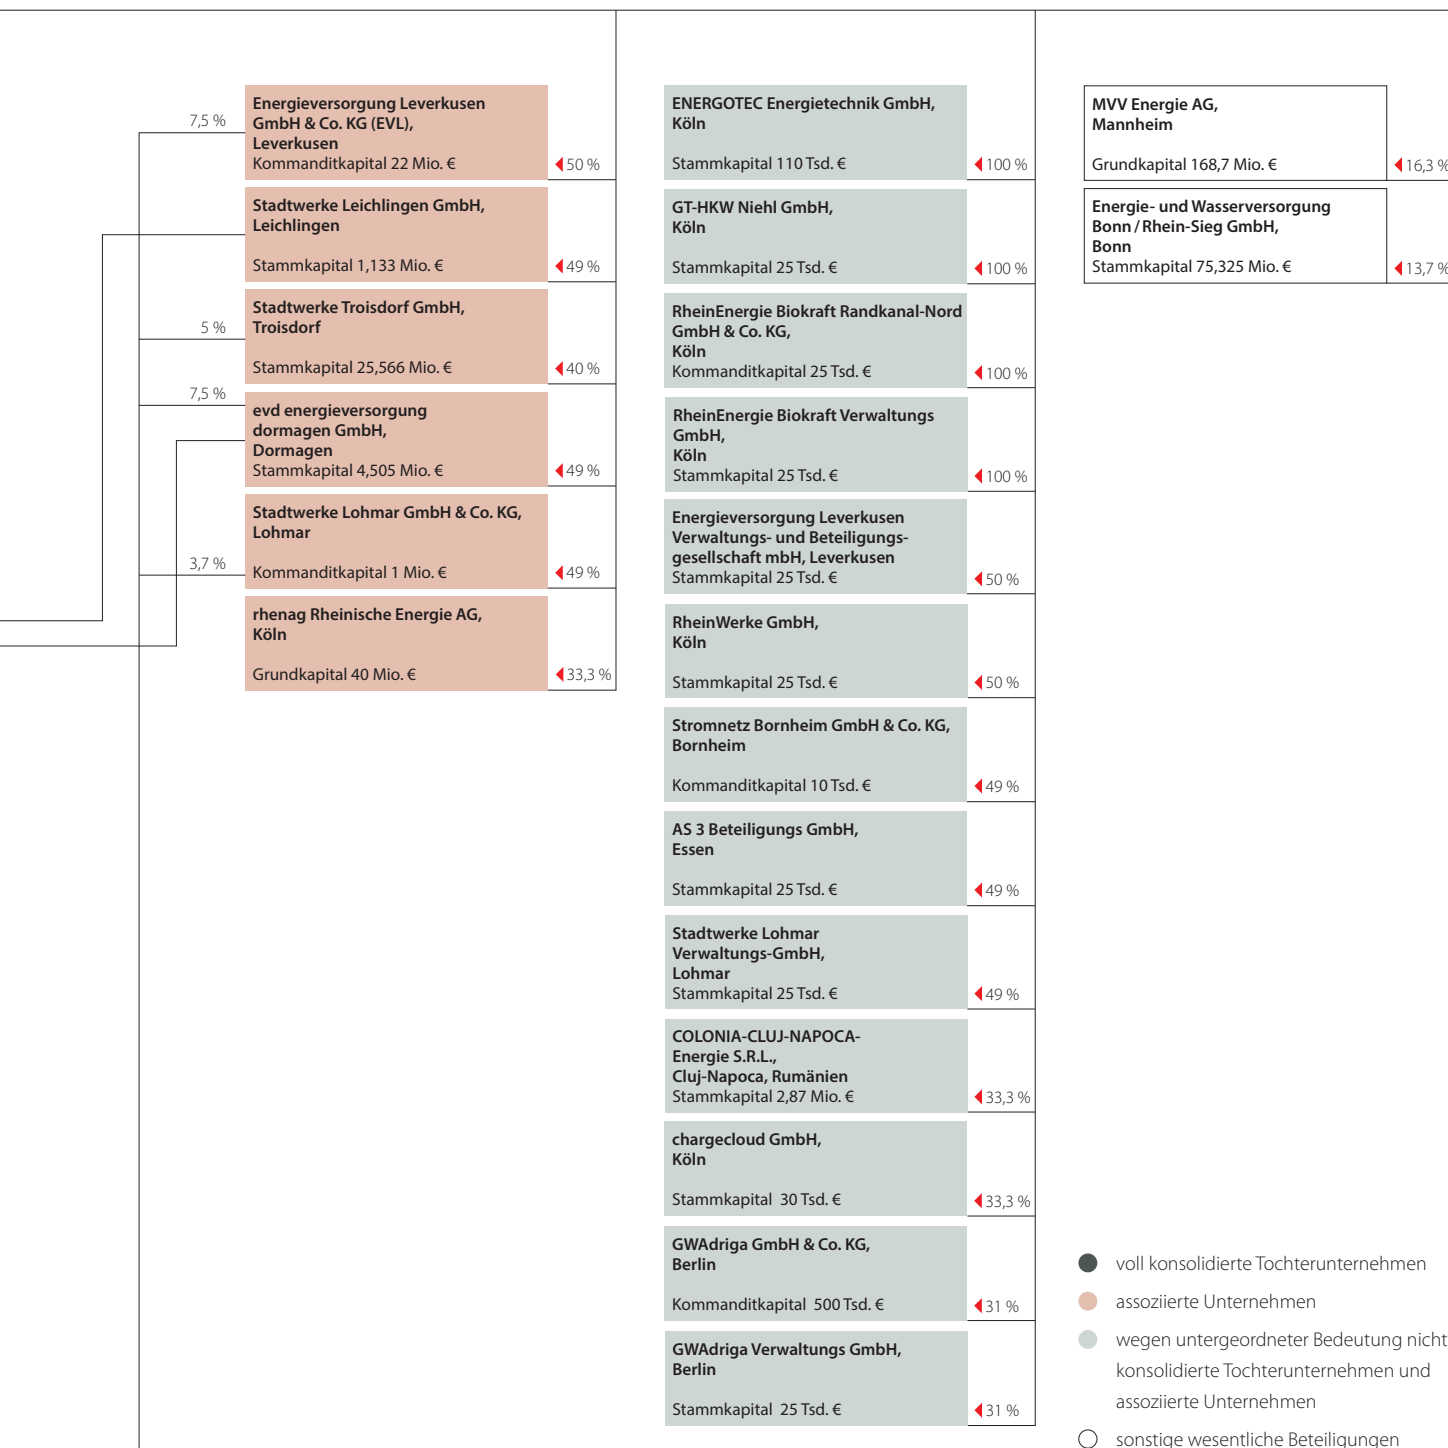 7,5 %
Energieversorgung Leverkusen
GmbH & Co. KG (EVL),
Leverkusen
Kommanditkapital 22 Mio. €
50 %
Stadtwerke Leichlingen GmbH,
Leichlingen
Stammkapital 1,133 Mio. €
49 %
5 %
Stadtwerke Troisdorf GmbH,
Troisdorf
Stammkapital 25,566 Mio. €
40 %
7,5 %
evd energieversorgung
dormagen GmbH,
Dormagen
Stammkapital 4,505 Mio. €
49 %
3,7 %
Stadtwerke Lohmar GmbH & Co. KG,
Lohmar
Kommanditkapital 1 Mio. €
49 %
rhenag Rheinische Energie AG,
Köln
Grundkapital 40 Mio. €
33,3 %
ENERGOTEC Energietechnik GmbH,
Köln
Stammkapital 110 Tsd. €
100 %
GT-HKW Niehl GmbH,
Köln
Stammkapital 25 Tsd. €
100 %
RheinEnergie Biokraft Randkanal-Nord
GmbH & Co. KG,
Köln
Kommanditkapital 25 Tsd. €
100 %
RheinEnergie Biokraft Verwaltungs
GmbH,
Köln
Stammkapital 25 Tsd. €
100 %
Energieversorgung Leverkusen
Verwaltungs- und Beteiligungs-
gesellschaft mbH, Leverkusen
Stammkapital 25 Tsd. €
50 %
RheinWerke GmbH,
Köln
Stammkapital 25 Tsd. €
50 %
Stromnetz Bornheim GmbH & Co. KG,
Bornheim
Kommanditkapital 10 Tsd. €
49 %
AS 3 Beteiligungs GmbH,
Essen
Stammkapital 25 Tsd. €
49 %
Stadtwerke Lohmar
Verwaltungs-GmbH,
Lohmar
Stammkapital 25 Tsd. €
49 %
COLONIA-CLUJ-NAPOCA-
Energie S.R.L.,
Cluj-Napoca, Rumänien
Stammkapital 2,87 Mio. €
33,3 %
chargecloud GmbH,
Köln
Stammkapital 30 Tsd. €
33,3 %
GWAdriga GmbH & Co. KG,
Berlin
Kommanditkapital 500 Tsd. €
31 %
GWAdriga Verwaltungs GmbH,
Berlin
Stammkapital 25 Tsd. €
31 %
MVV Energie AG,
Mannheim
Grundkapital 168,7 Mio. €
16,3 %
Energie- und Wasserversorgung
Bonn / Rhein-Sieg GmbH,
Bonn
Stammkapital 75,325 Mio. €
13,7 %
voll konsolidierte Tochterunternehmen
assoziierte Unternehmen
wegen untergeordneter Bedeutung nicht
konsolidierte Tochterunternehmen und
assoziierte Unternehmen
sonstige wesentliche Beteiligungen